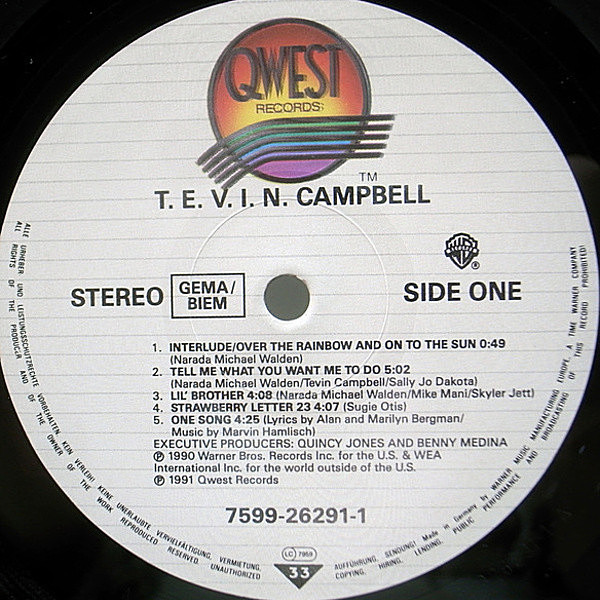 QWEST
RECORDS
TM
T. E. V. I. N. CAMPBELL
STEREO
GEMA/
BIEM
SIDE ONE
1. INTERLUDE/OVER THE RAINBOW AND ON TO THE SUN 0:49
(Narada Michael Walden)
2. TELL ME WHAT YOU WANT ME TO DO 5:02
(Narada Michael Walden/Tevin Campbell/Sally Jo Dakota)
3. LIL' BROTHER 4:08 (Narada Michael Walden/Mike Mani/Skyler Jett)
4. STRAWBERRY LETTER 23 4:07 (Sugie Otis)
5. ONE SONG 4:25 (Lyrics by Alan and Marilyn Bergman/
Music by Marvin Hamlisch)
EXECUTIVE PRODUCERS: QUINCY JONES AND BENNY MEDINA
℗ 1990 Warner Bros. Records Inc. for the U.S. & WEA
International Inc. for the world outside of the U.S.
℗ 1991 Qwest Records
7599-26291-1
LC 7959
33
ALLE URHEBER UND LEISTUNGSSCHUTZRECHTE VORBEHALTEN KEIN VERLEIH! KEINE UNERLAUBTE VERVIELFÄLTIGUNG, VERMIETUNG, AUFFÜHRUNG, SENDUNG! Made in Germany by WARNER MUSIC MANUFACTURING EUROPE, A TIME WARNER COMPANY
ALL RIGHTS OF THE PRODUCER AND OF THE OWNER OF THE WORK REPRODUCED RESERVED. UNAUTHORIZED COPYING, HIRING, LENDING, PUBLIC PERFORMANCE AND BROADCASTING OF THIS RECORD PROHIBITED!